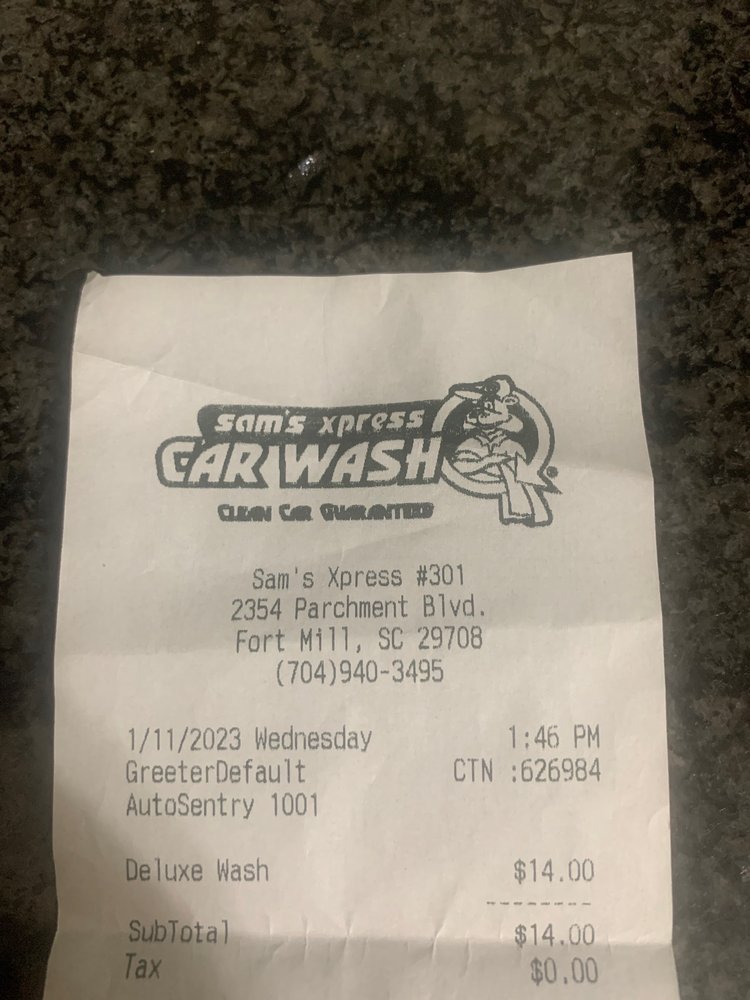 sam's xpress
CAR WASH
CLEAN CAR GUARANTEED
®
Sam's Xpress #301
2354 Parchment Blvd.
Fort Mill, SC 29708
(704)940-3495
1/11/2023 Wednesday 1:46 PM
GreeterDefault CTN :626984
AutoSentry 1001
Deluxe Wash $14.00
---------
SubTotal $14.00
Tax $0.00